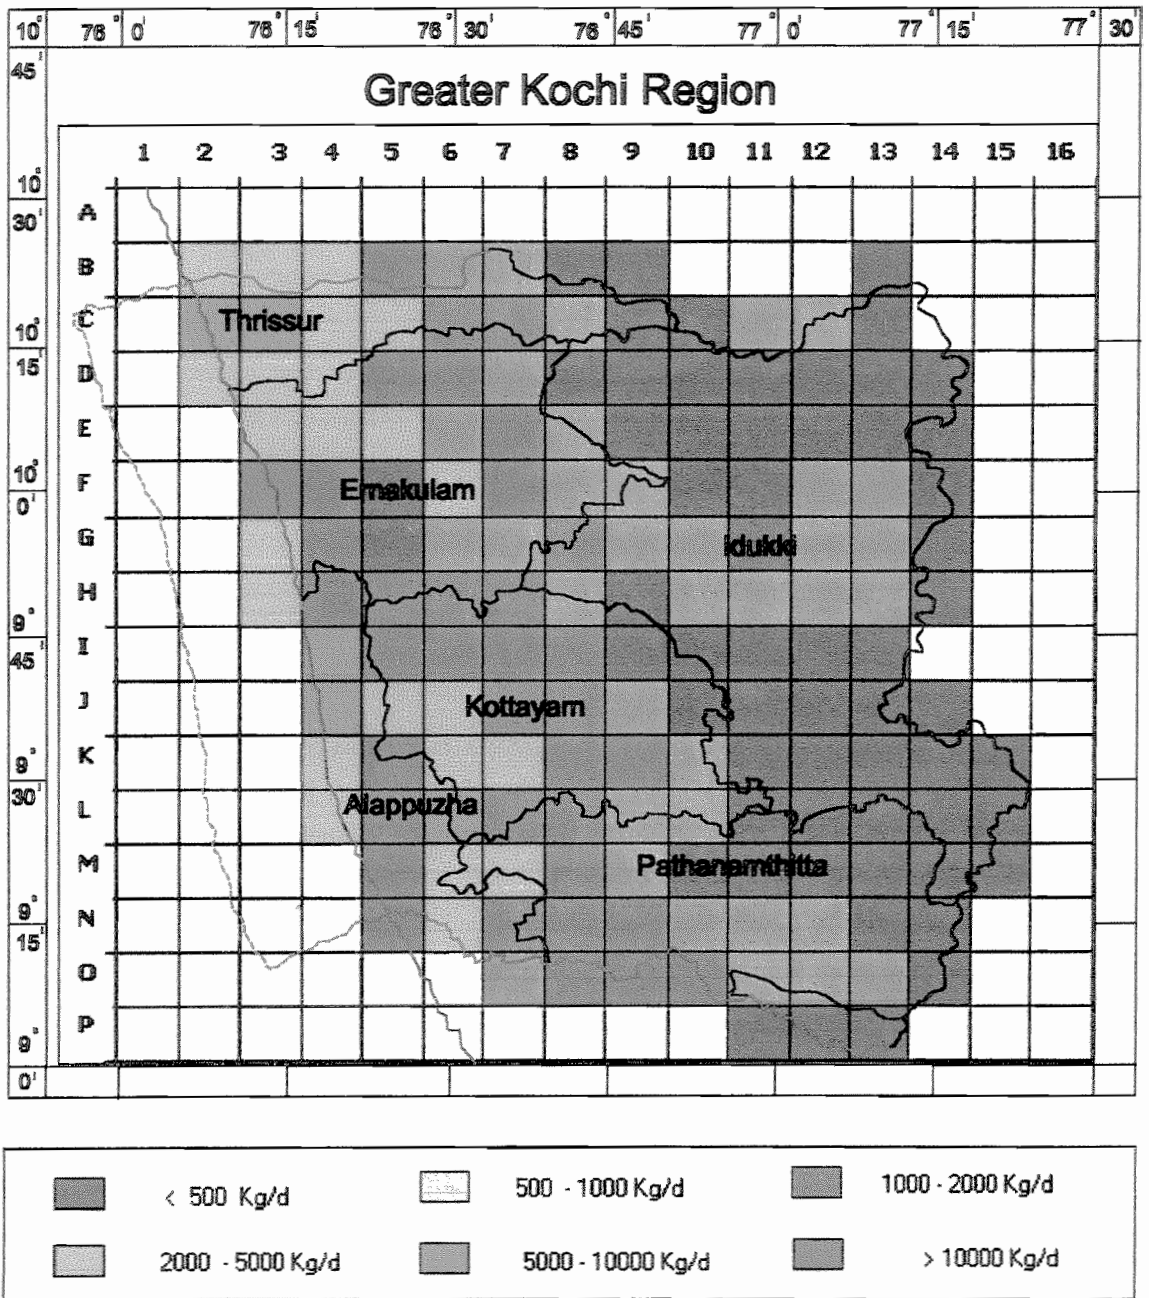 10° 76° 0' 76° 15' 76° 30' 76° 45' 77° 0' 77° 15' 77° 30'
45'
Greater Kochi Region
1 2 3 4 5 6 7 8 9 10 11 12 13 14 15 16
10°
30'
A
B
C
Thrissur
10°
15'
D
E
10°
0'
F
Ernakulam
G
idukki
H
9°
45'
I
J
Kottayam
K
9°
30'
L
Alappuzha
M
Pathanamthitta
9°
15'
N
O
P
9°
0'
< 500 Kg/d 500 - 1000 Kg/d 1000 - 2000 Kg/d
2000 - 5000 Kg/d 5000 - 10000 Kg/d > 10000 Kg/d